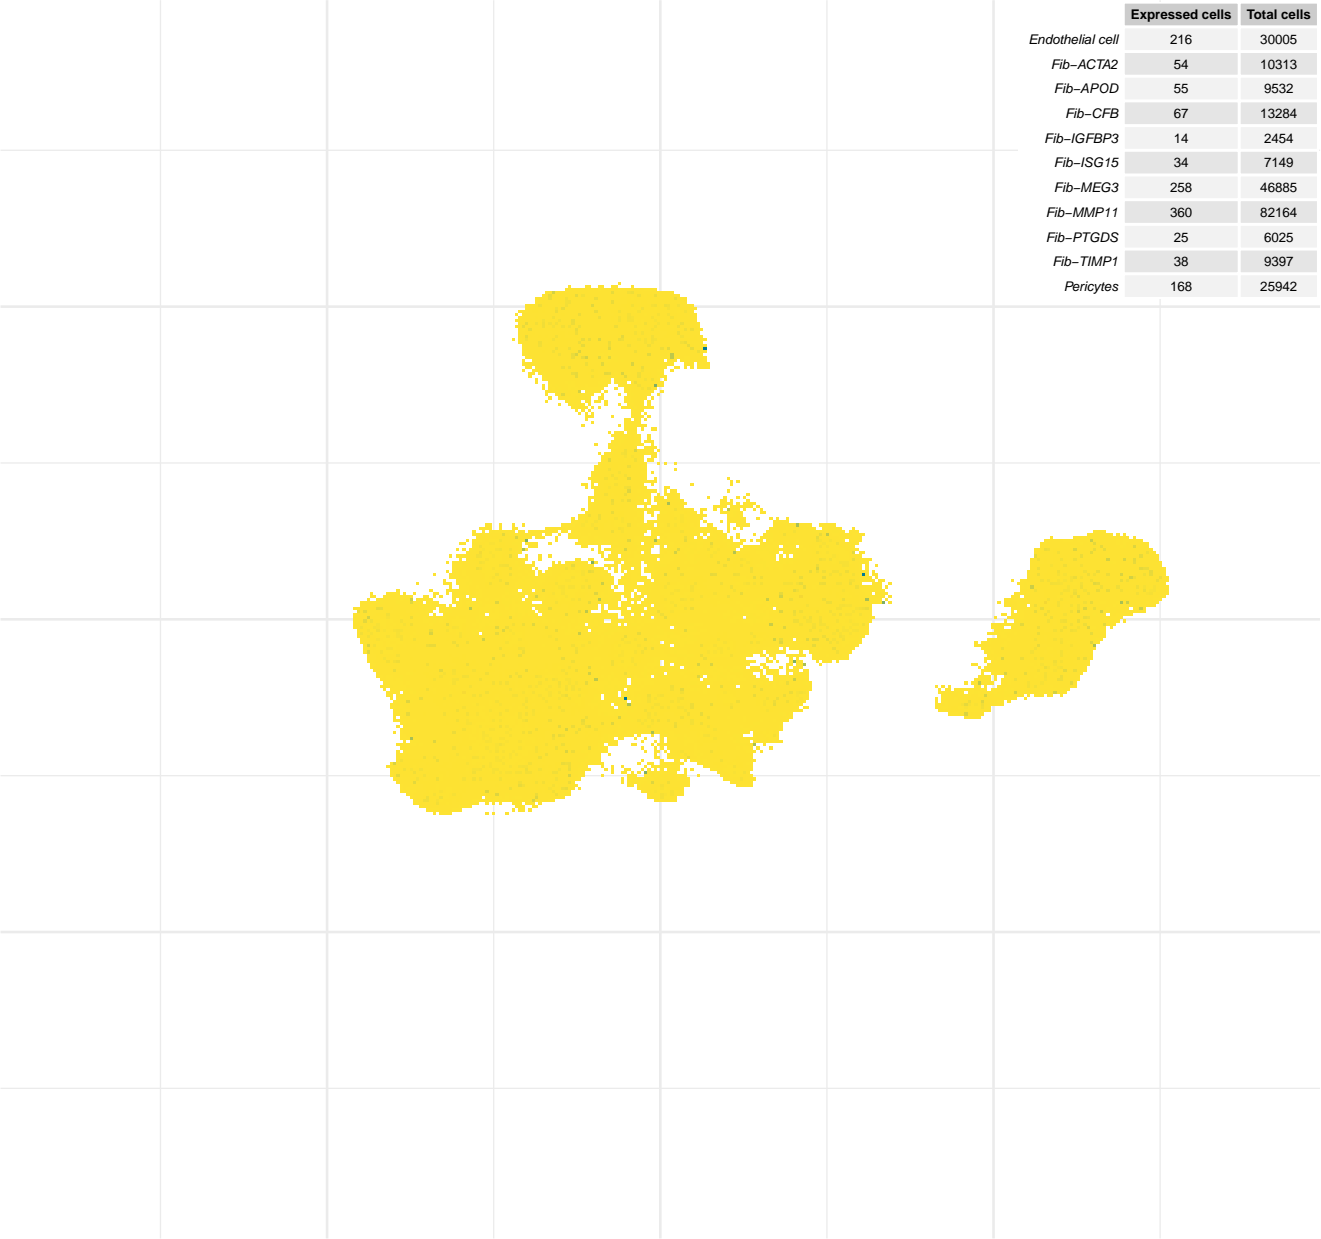 Expressed cells Total cells
Endothelial cell 216 30005
Fib−ACTA2 54 10313
Fib−APOD 55 9532
Fib−CFB 67 13284
Fib−IGFBP3 14 2454
Fib−ISG15 34 7149
Fib−MEG3 258 46885
Fib−MMP11 360 82164
Fib−PTGDS 25 6025
Fib−TIMP1 38 9397
Pericytes 168 25942